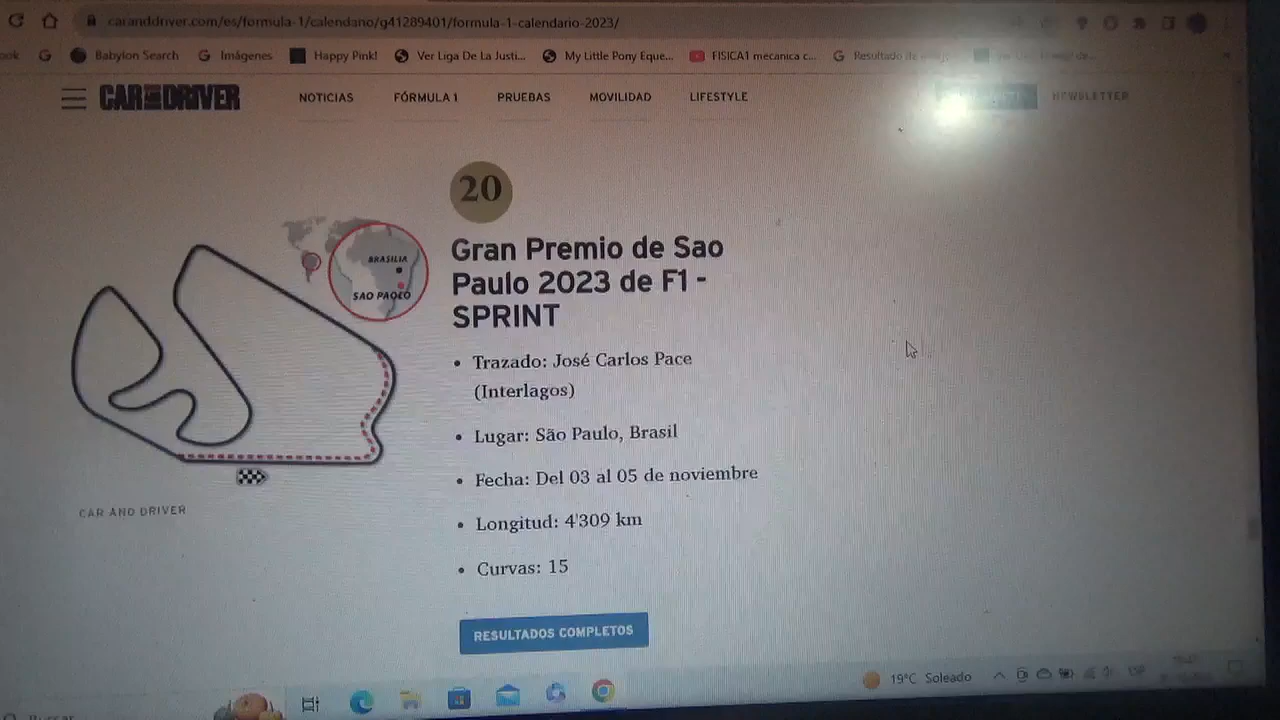 caranddriver.com/es/formula-1/calendario/g41289401/formula-1-calendario-2023/
ook
Babylon Search
Imágenes
Happy Pink!
Ver Liga De La Justi...
My Little Pony Eque...
FISICA1 mecanica c...
CAR AND DRIVER
NOTICIAS
FÓRMULA 1
PRUEBAS
MOVILIDAD
LIFESTYLE
NEWSLETTER
20
BRASILIA
SAO PAOLO
Gran Premio de Sao
Paulo 2023 de F1 -
SPRINT
• Trazado: José Carlos Pace
(Interlagos)
• Lugar: São Paulo, Brasil
• Fecha: Del 03 al 05 de noviembre
• Longitud: 4'309 km
• Curvas: 15
CAR AND DRIVER
RESULTADOS COMPLETOS
19°C Soleado
ESP
Buscar